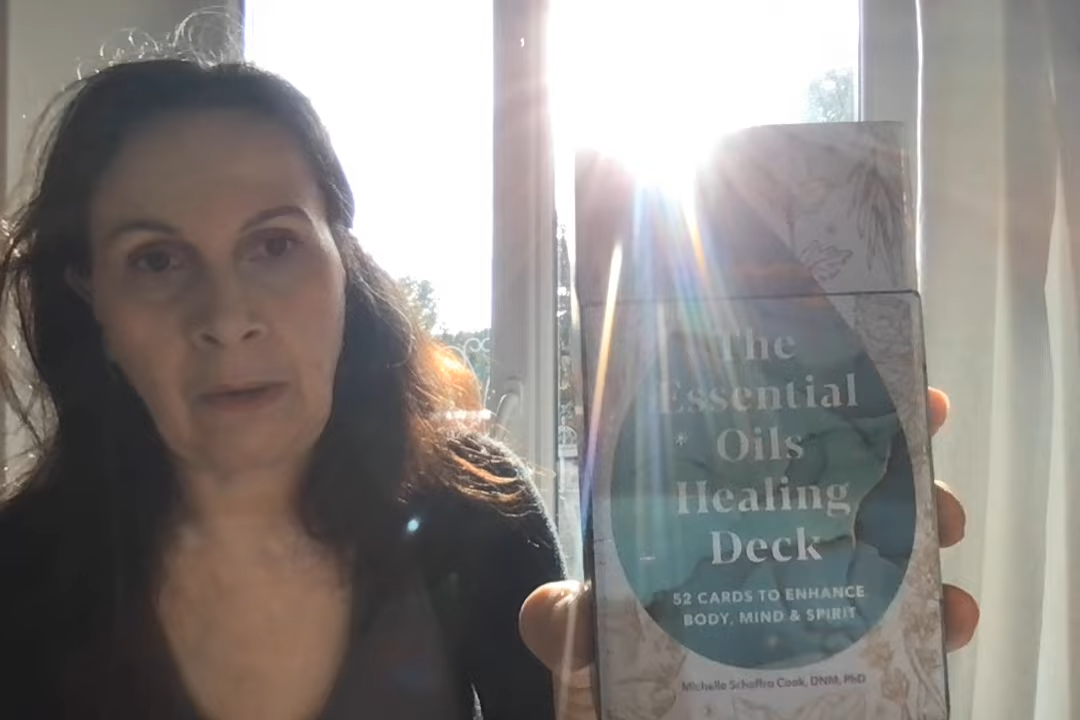 The
Essential
Oils
Healing
Deck
52 CARDS TO ENHANCE
BODY, MIND & SPIRIT
Michelle Schoffro Cook, DNM, PhD